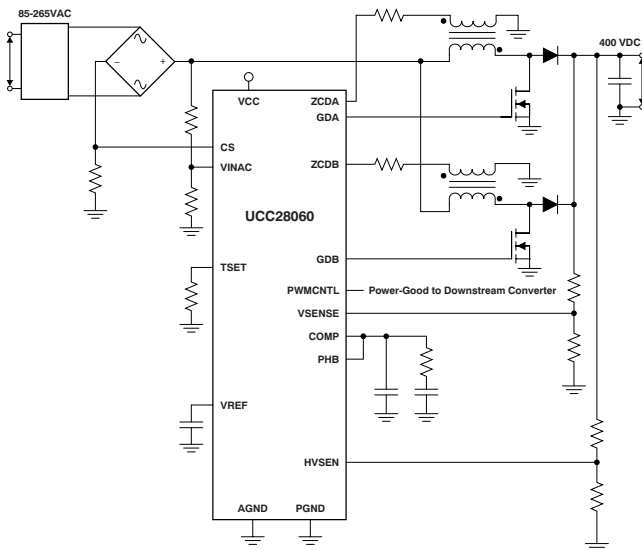 85-265VAC
400 VDC
−
+
VCC
ZCDA
GDA
CS
VINAC
ZCDB
UCC28060
GDB
TSET
PWMCNTL
Power-Good to Downstream Converter
VSENSE
COMP
PHB
VREF
HVSEN
AGND
PGND